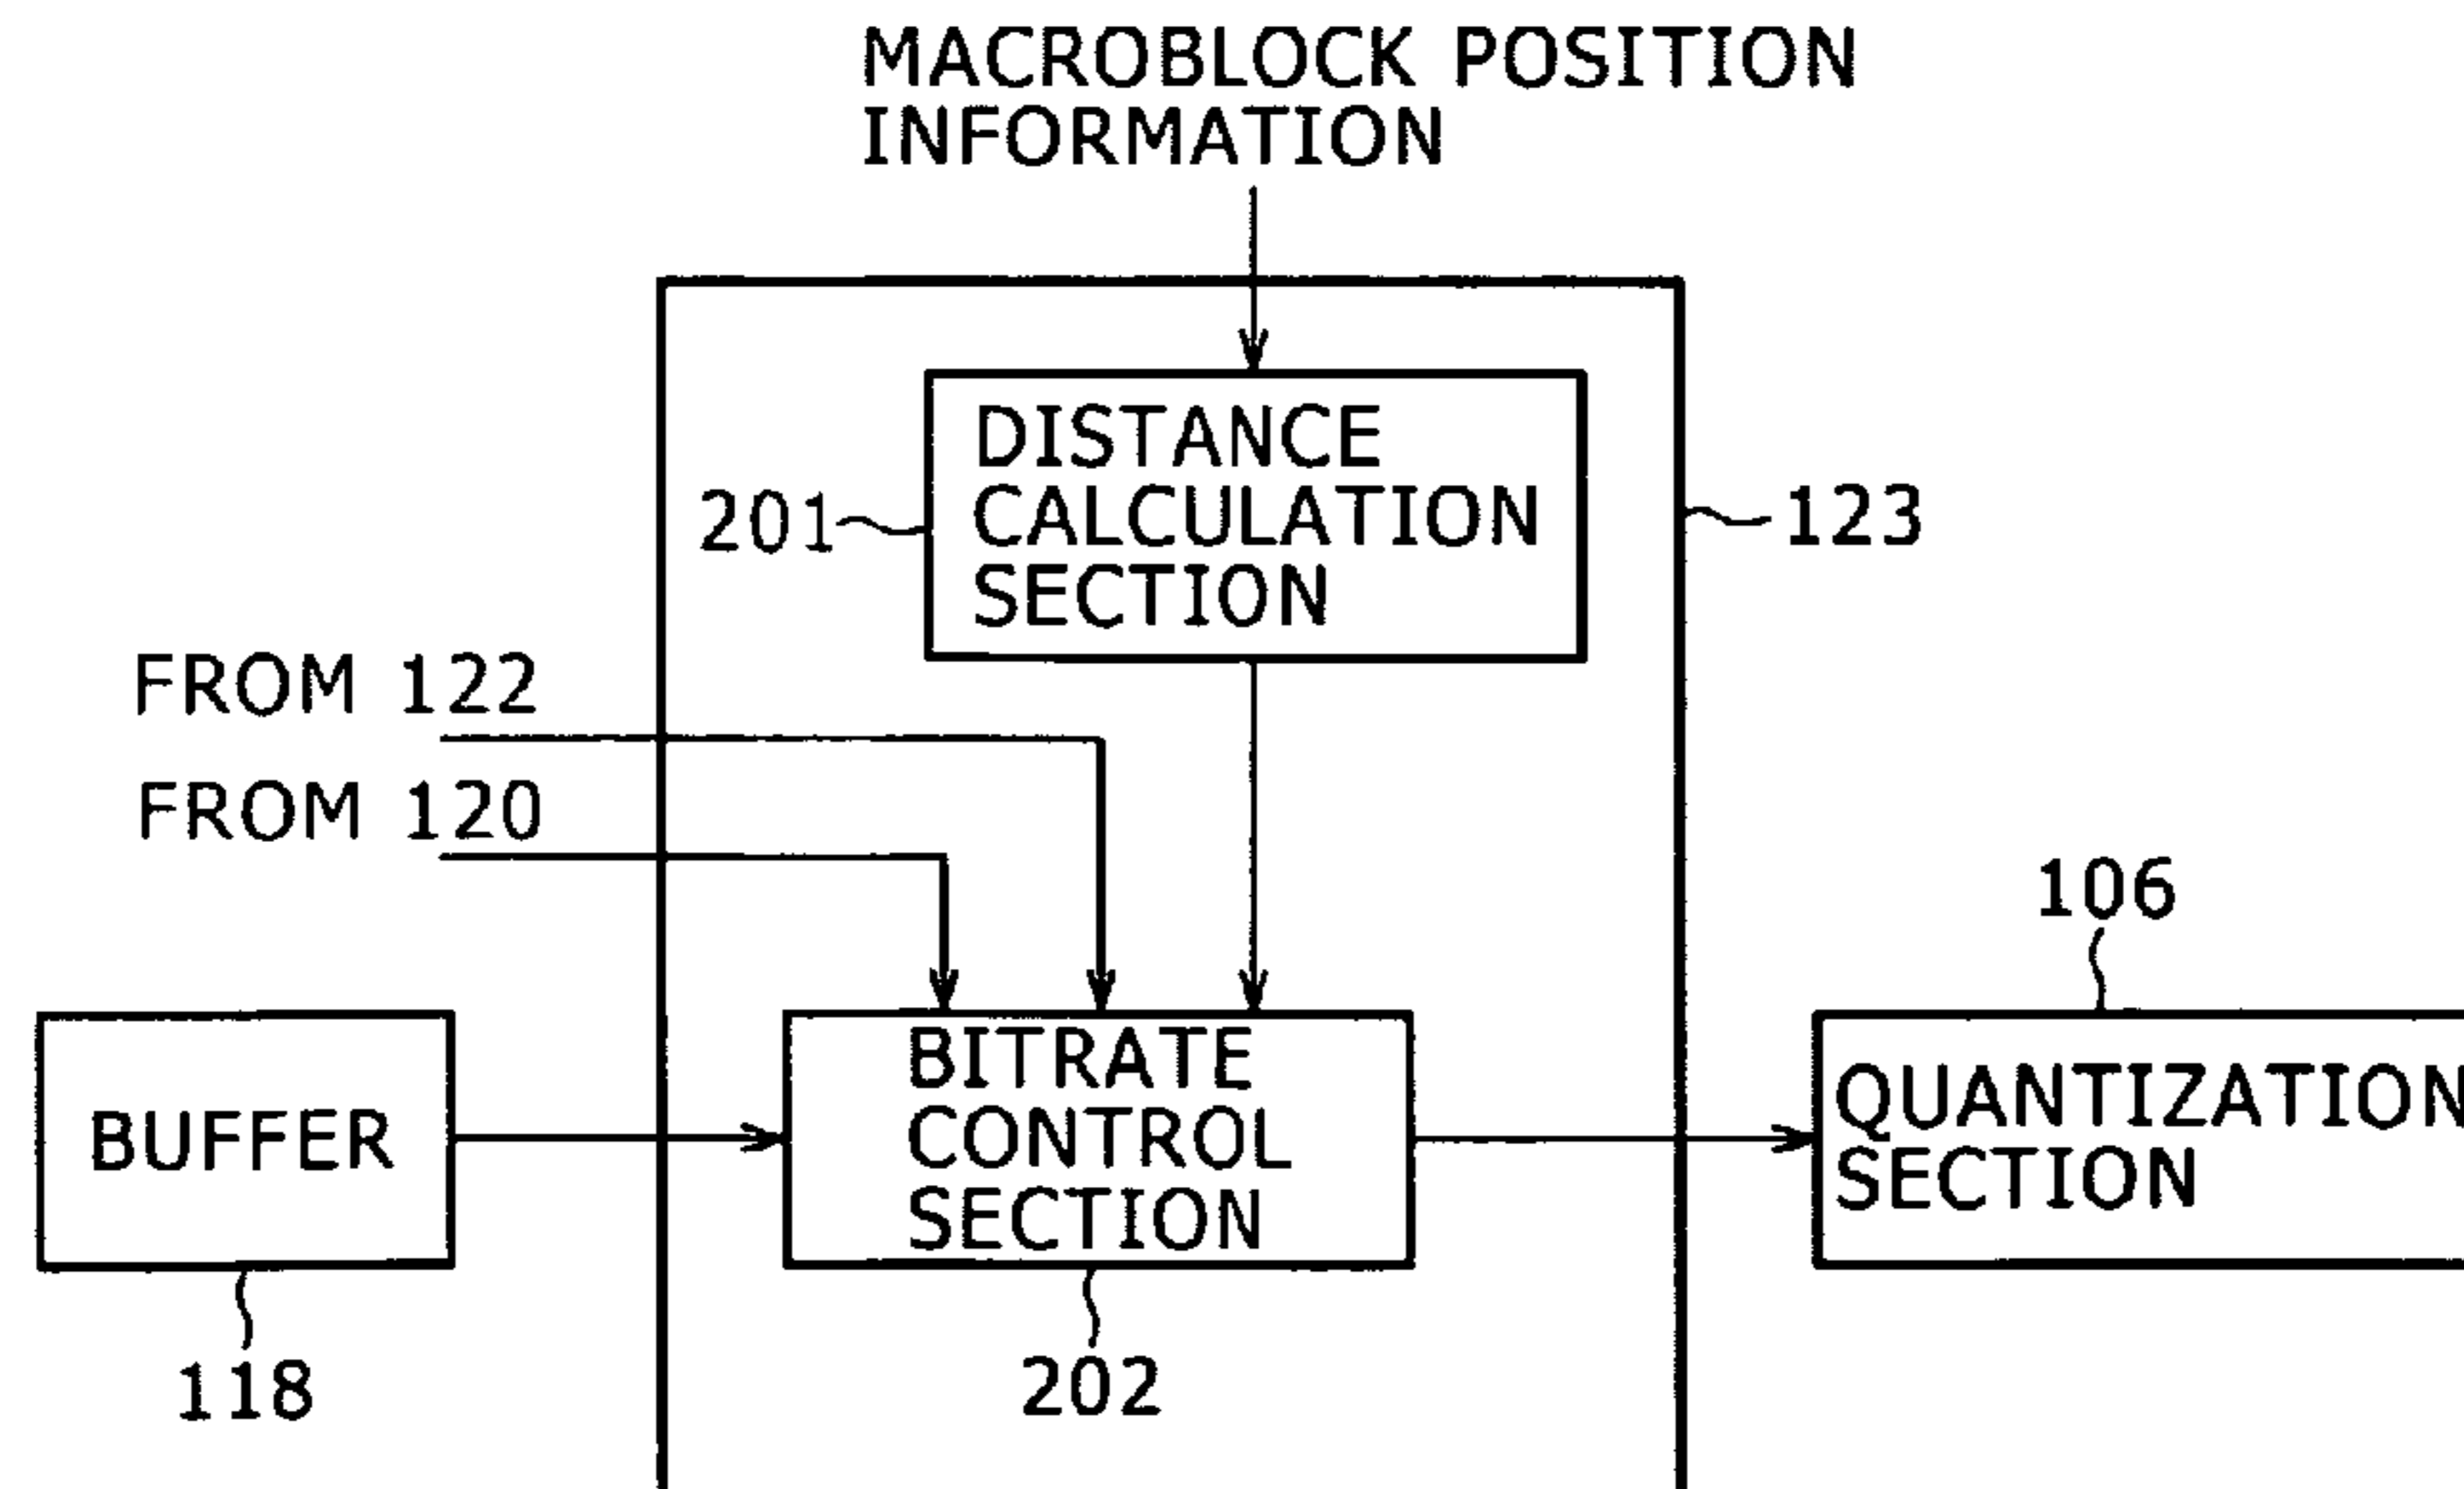 MACROBLOCK POSITION
INFORMATION
DISTANCE
CALCULATION
SECTION
201
123
FROM 122
FROM 120
106
BUFFER
BITRATE
CONTROL
SECTION
QUANTIZATION
SECTION
118
202